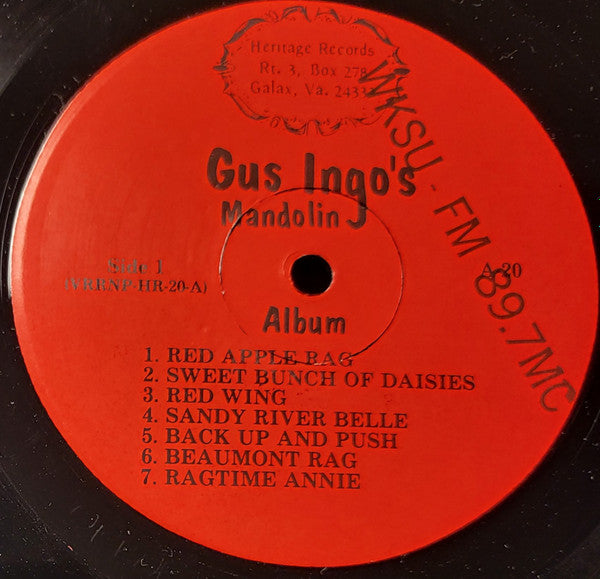 Heritage Records
Rt. 3, Box 278
Galax, Va. 2433
WKSU - FM 89.7MC
Gus Ingo's
Mandolin
Side 1
(VRRNP-HR-20-A)
A-20
Album
1. RED APPLE RAG
2. SWEET BUNCH OF DAISIES
3. RED WING
4. SANDY RIVER BELLE
5. BACK UP AND PUSH
6. BEAUMONT RAG
7. RAGTIME ANNIE